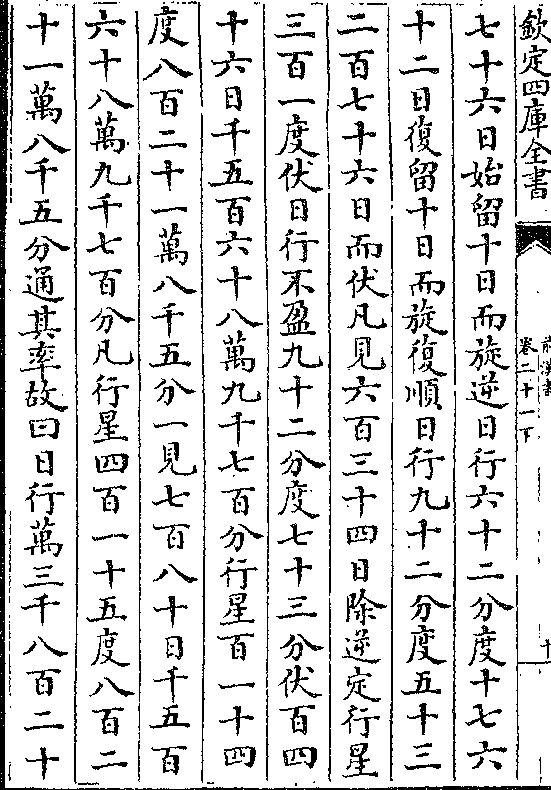 欽定四庫全書
前漢書
卷二十一下
七十六日始留十日而旋逆日行六十二分度十七六
十二日復留十日而旋復順日行九十二分度五十三
二百七十六日而伏凡見六百三十四日除逆定行星
三百一度伏日行不盈九十二分度七十三分伏百四
十六日千五百六十八萬九千七百分行星百一十四
度八百二十一萬八千五分一見七百八十日千五百
六十八萬九千七百分凡行星四百一十五度八百二
十一萬八千五分通其率故曰日行萬三千八百二十